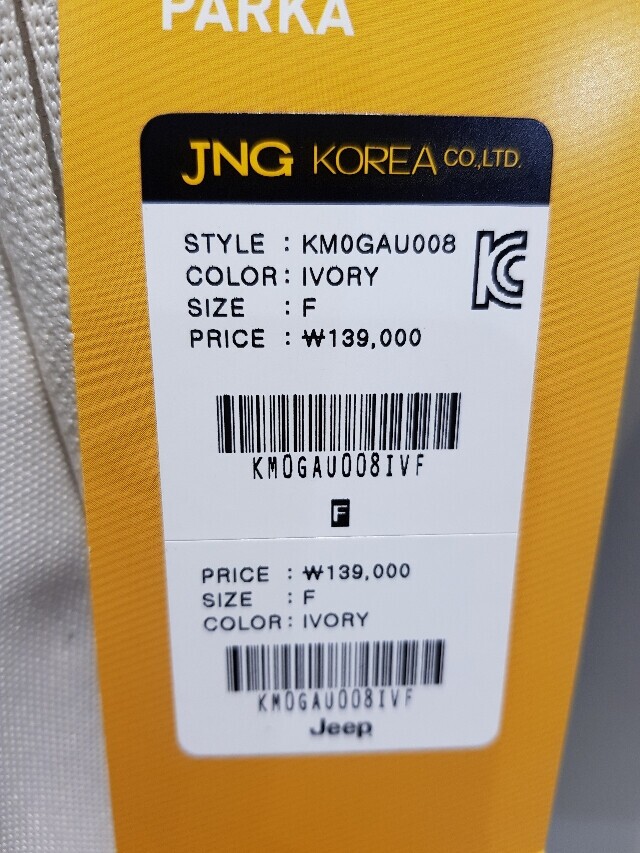 PARKA
JNG KOREA CO.,LTD.
STYLE : KM0GAU008
COLOR : IVORY
SIZE : F
PRICE : ₩139,000
KM0GAU008IVF
F
PRICE : ₩139,000
SIZE : F
COLOR : IVORY
KM0GAU008IVF
Jeep